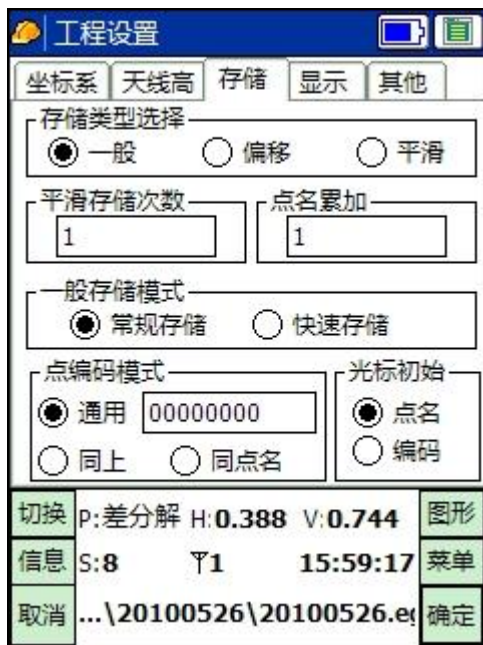 工程设置
坐标系 天线高 存储 显示 其他
存储类型选择
一般 偏移 平滑
平滑存储次数 点名累加
1 1
一般存储模式
常规存储 快速存储
点编码模式 光标初始
通用 00000000 点名
同上 同点名 编码
切换 P:差分解 H:0.388 V:0.744 图形
信息 S:8 1 15:59:17 菜单
取消 ...\20100526\20100526.eg 确定